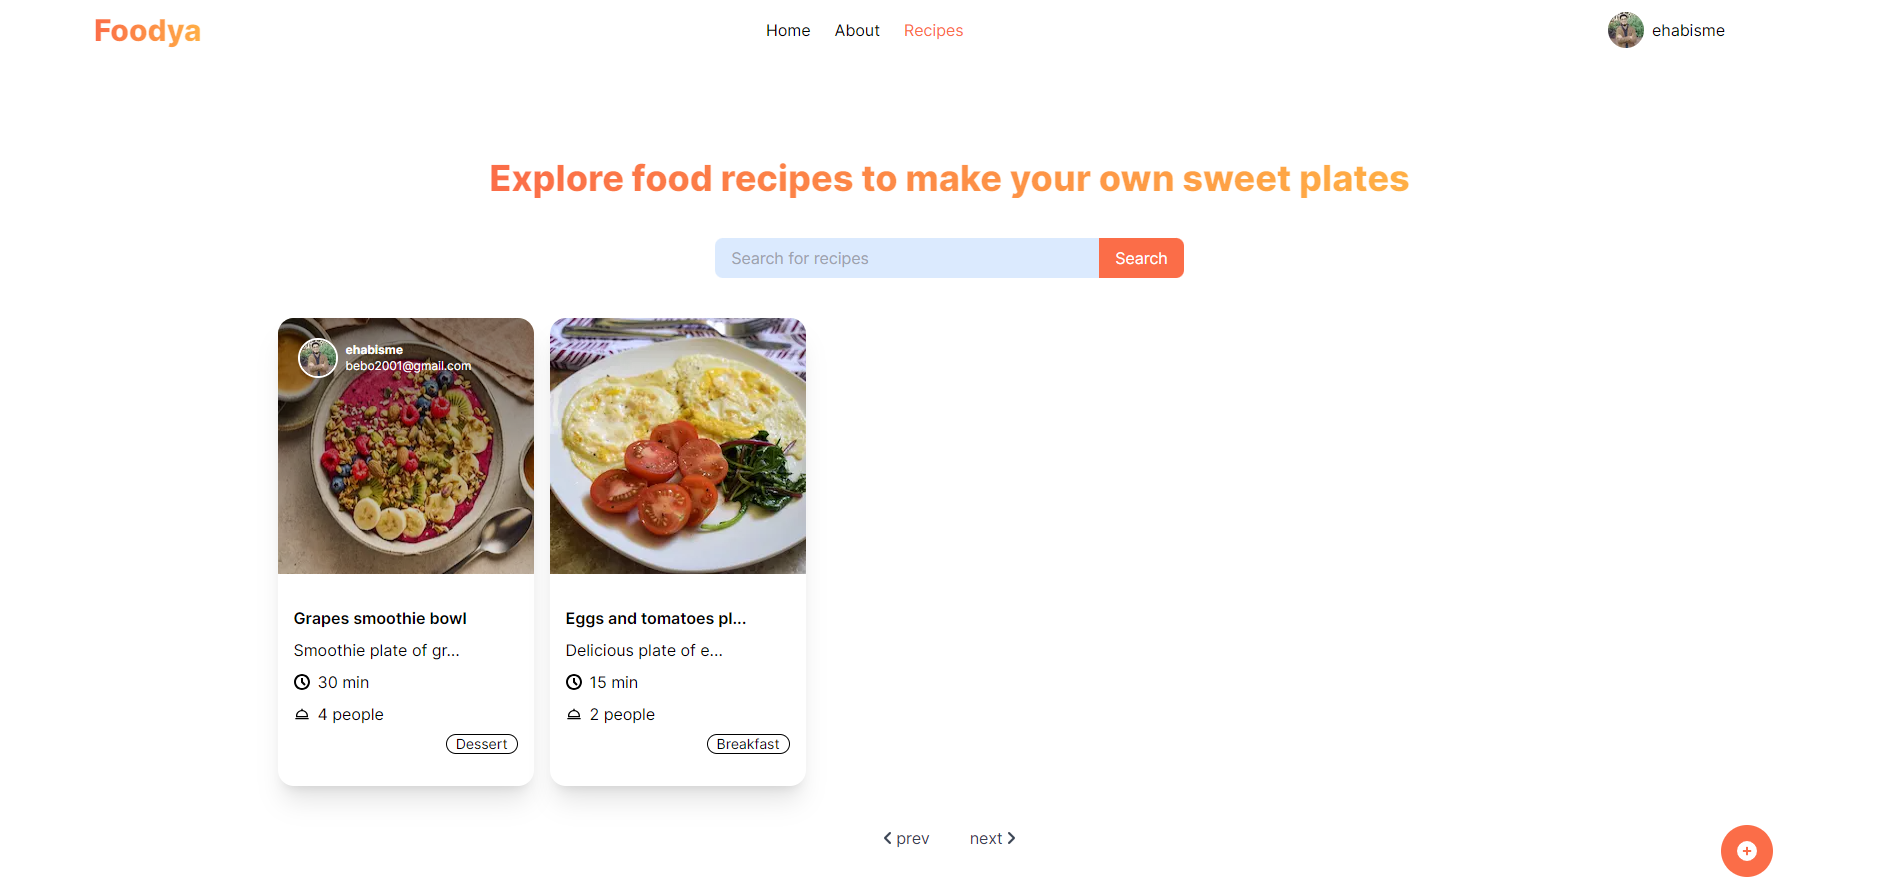 Foodya
Home About Recipes
ehabisme
Explore food recipes to make your own sweet plates
Search for recipes Search
ehabisme
bebo2001@gmail.com
Grapes smoothie bowl
Smoothie plate of gr...
30 min
4 people
Dessert
Eggs and tomatoes pl...
Delicious plate of e...
15 min
2 people
Breakfast
prev next